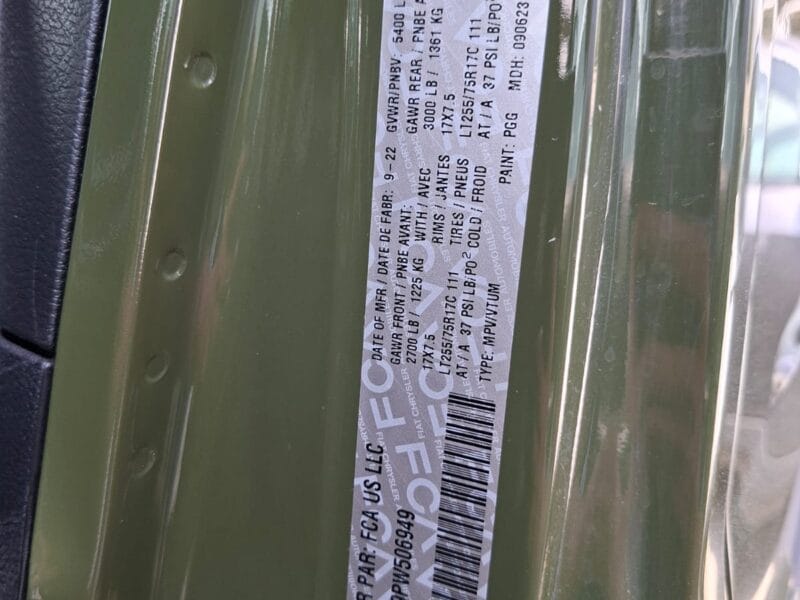 R PAR: FCA US LLC DATE OF MFR / DATE DE FABR: 9-22 GVWR/PNBV: 5400 L
GAWR FRONT / PNBE AVANT: GAWR REAR / PNBE A
PW506949 2700 LB / 1225 KG WITH / AVEC 3000 LB / 1361 KG
17X7.5 RIMS / JANTES 17X7.5
LT255/75R17C 111 TIRES / PNEUS LT255/75R17C 111
AT / A 37 PSI LB/PO² COLD / FROID AT / A 37 PSI LB/PO
TYPE: MPV/VTUM PAINT: PGG MDH: 090623